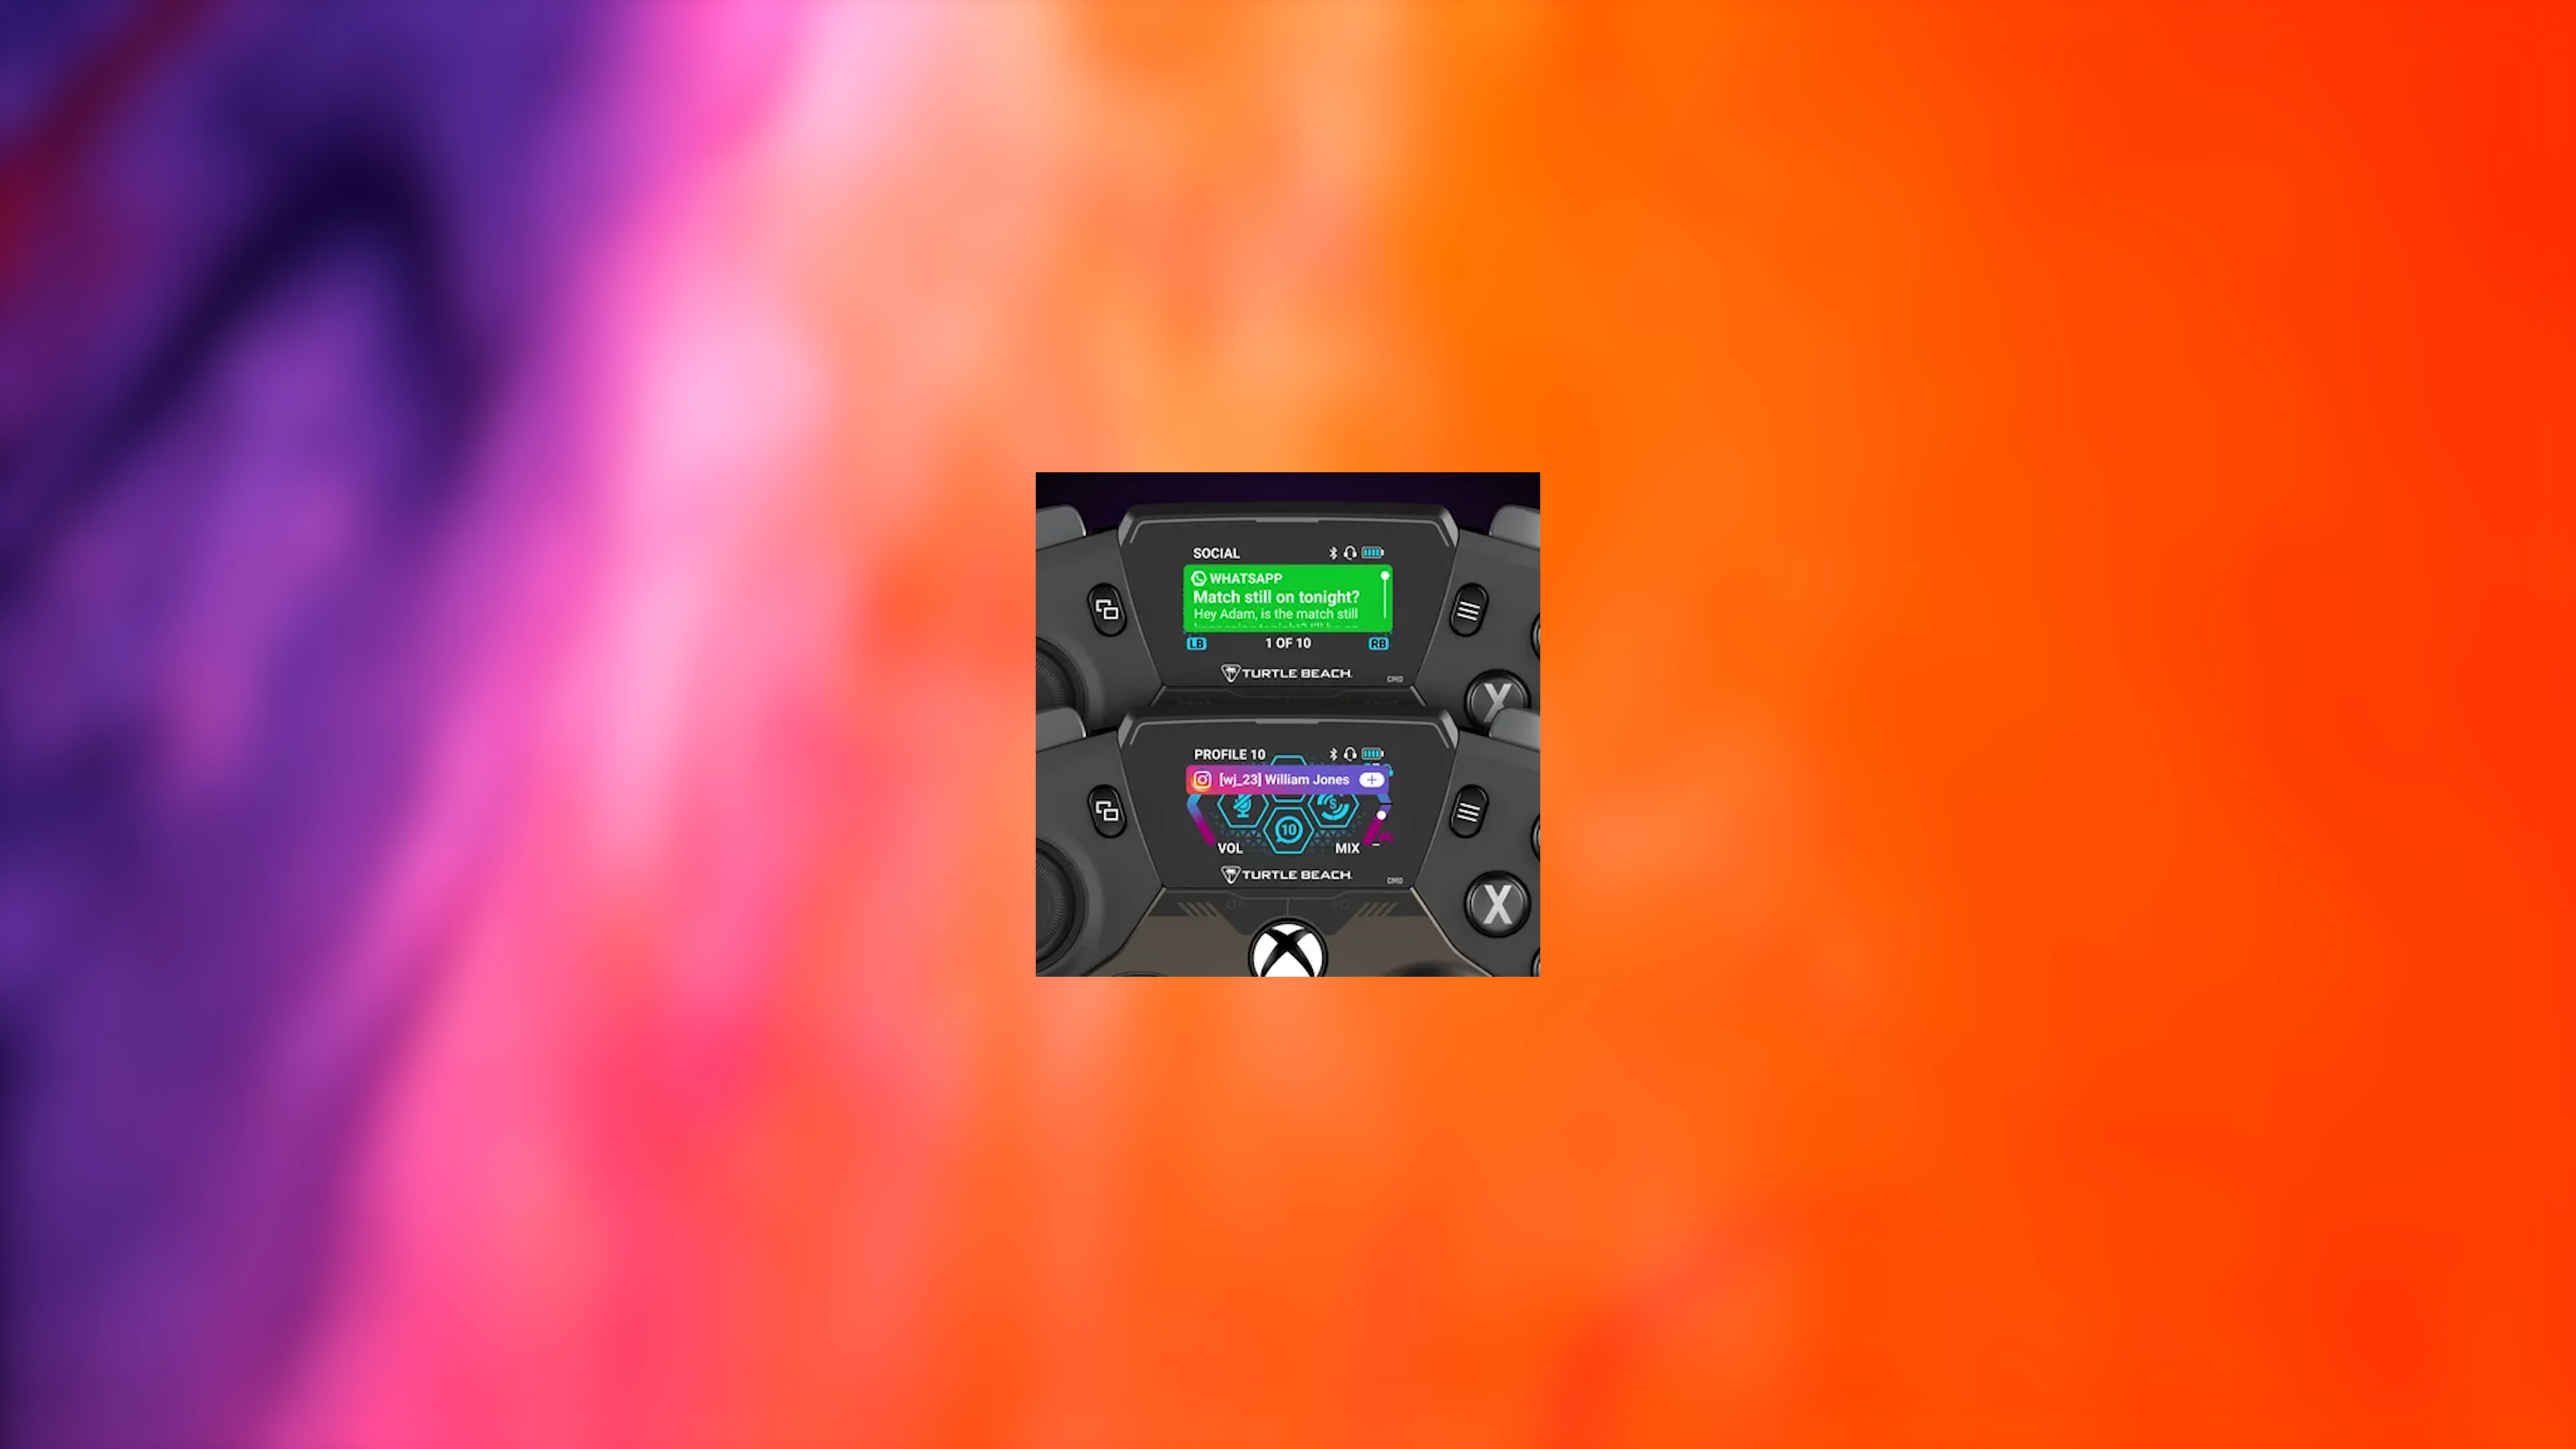 SOCIAL
WHATSAPP
Match still on tonight?
Hey Adam, is the match still
LB
1 OF 10
RB
TURTLE BEACH
CMD
Y
PROFILE 10
[wj_23] William Jones
S
10
VOL
MIX
TURTLE BEACH
CMD
X